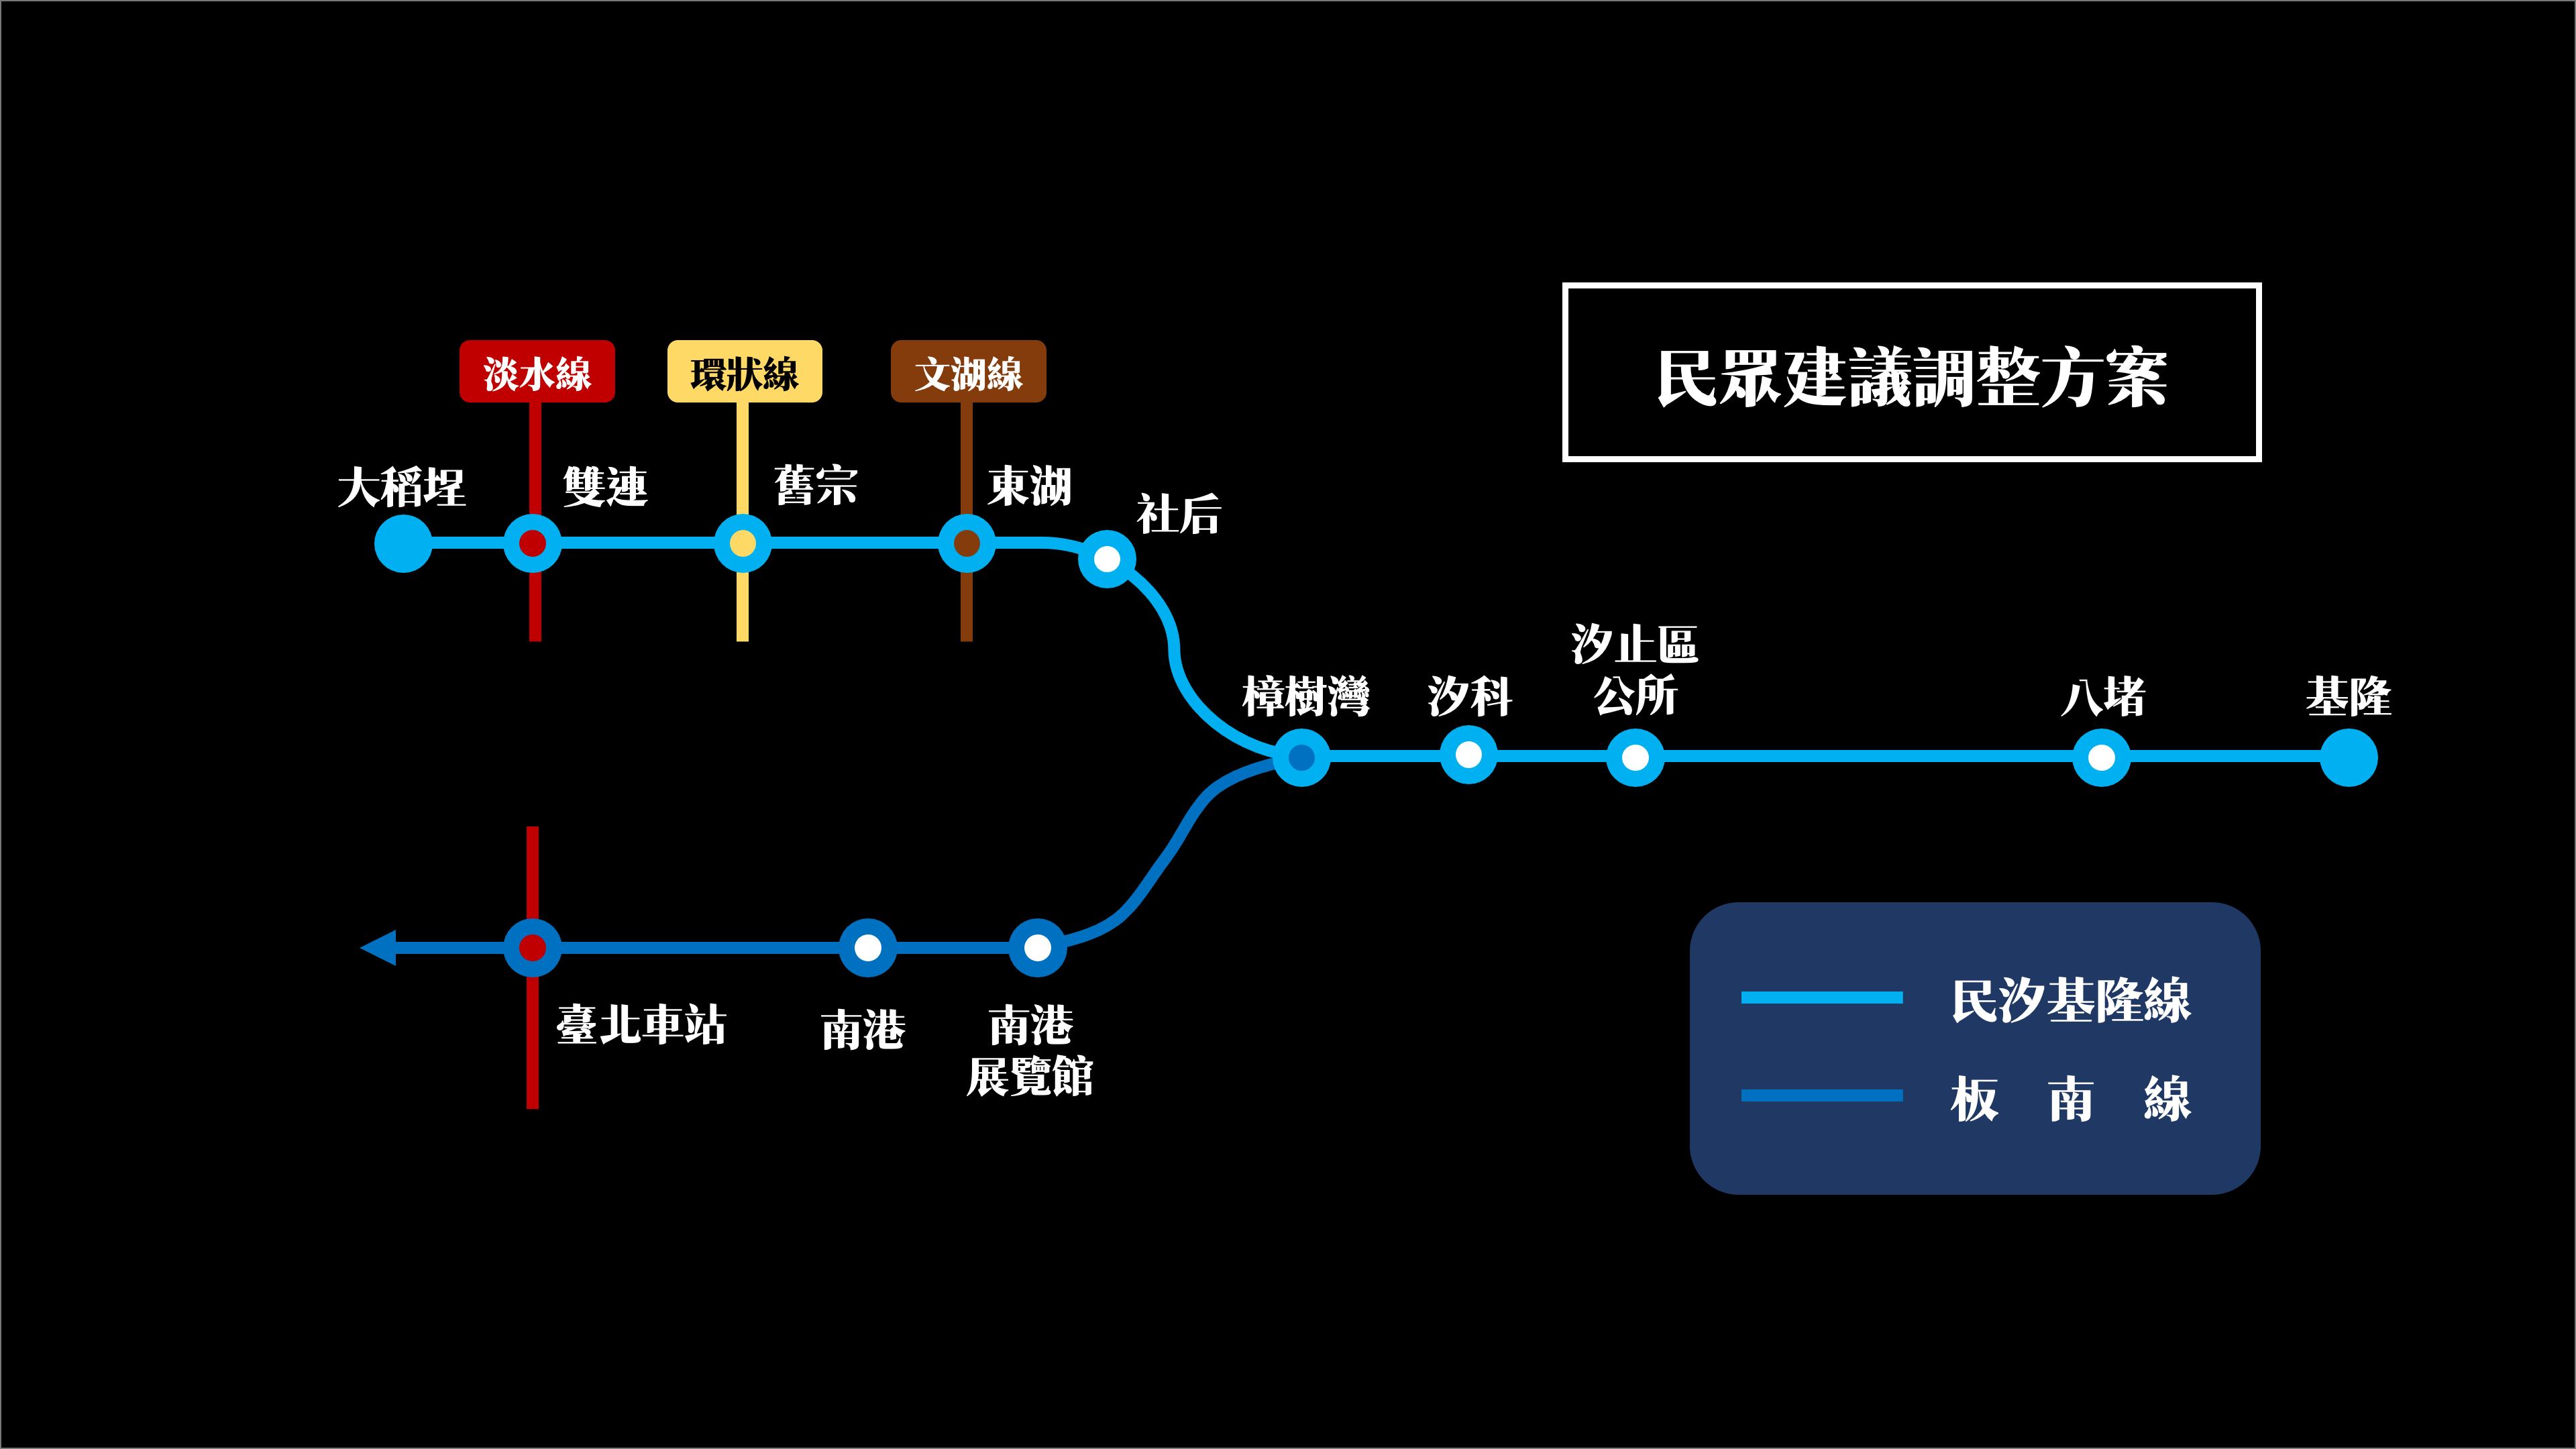 民眾建議調整方案
淡水線
環狀線
文湖線
大稻埕
雙連
舊宗
東湖
社后
樟樹灣
汐科
汐止區
公所
八堵
基隆
臺北車站
南港
南港
展覽館
民汐基隆線
板 南 線